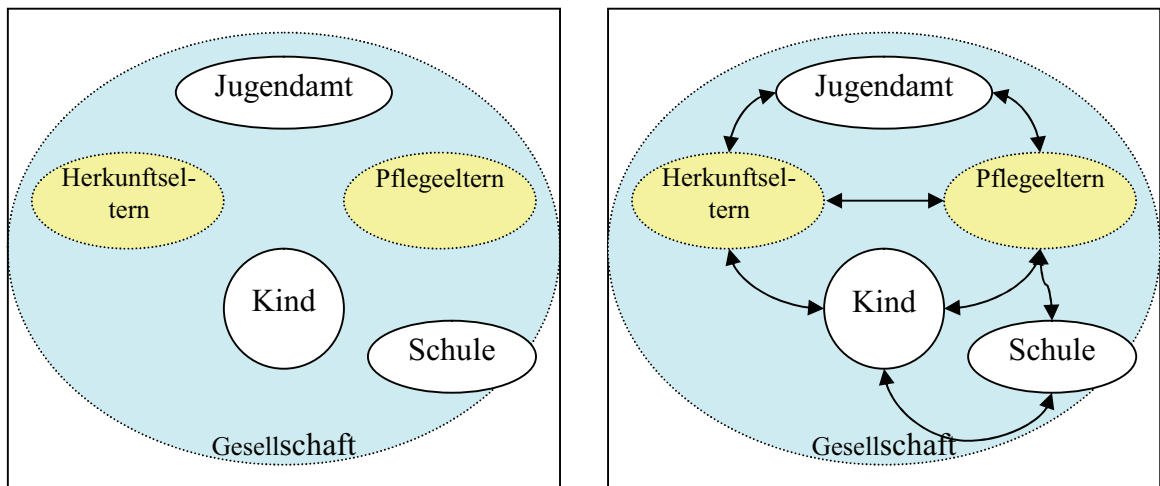 Jugendamt
Herkunftsel-
tern
Pflegeeltern
Kind
Schule
Gesellschaft
Jugendamt
Herkunftsel-
tern
Pflegeeltern
Kind
Schule
Gesellschaft